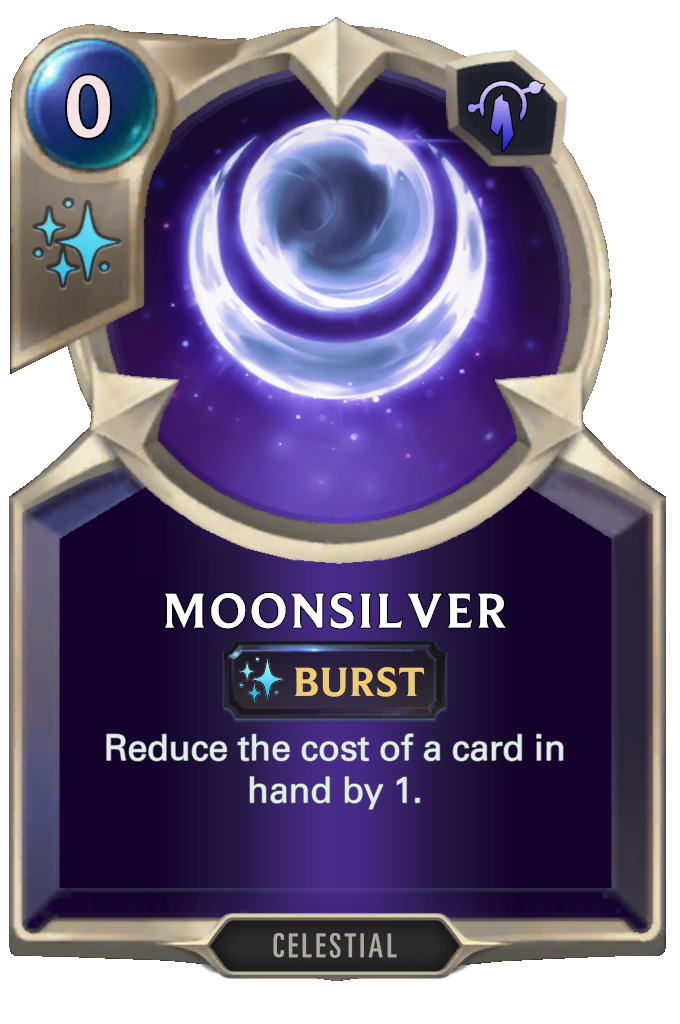 0
MOONSILVER
BURST
Reduce the cost of a card in
hand by 1.
CELESTIAL